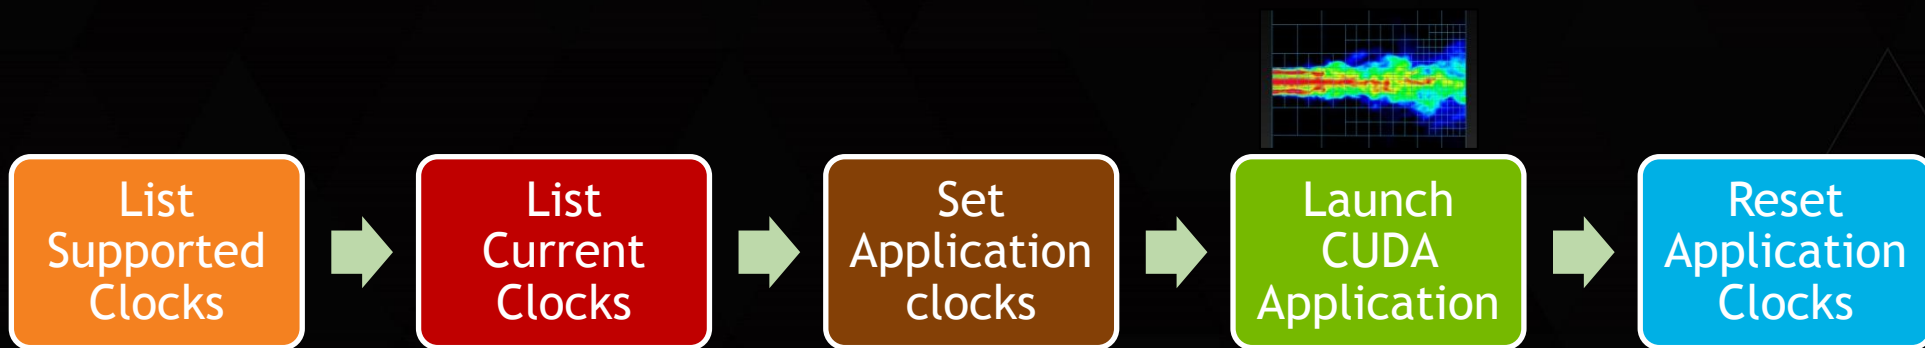 List
Supported
Clocks
List
Current
Clocks
Set
Application
clocks
Launch
CUDA
Application
Reset
Application
Clocks